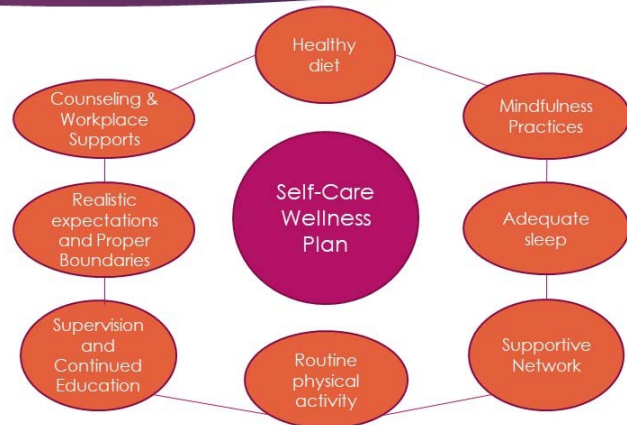 Healthy
diet
Counseling &
Workplace
Supports
Mindfulness
Practices
Self-Care
Wellness
Plan
Realistic
expectations
and Proper
Boundaries
Adequate
sleep
Supervision
and
Continued
Education
Routine
physical
activity
Supportive
Network